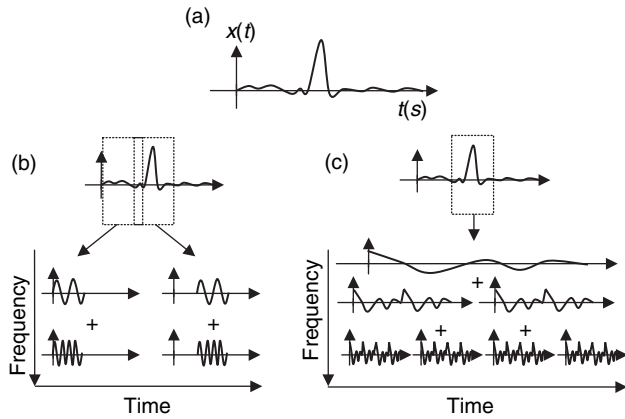 (a)
x(t)
t(s)
(b)
(c)
Frequency
+
+
Time
Frequency
+
+
+
Time